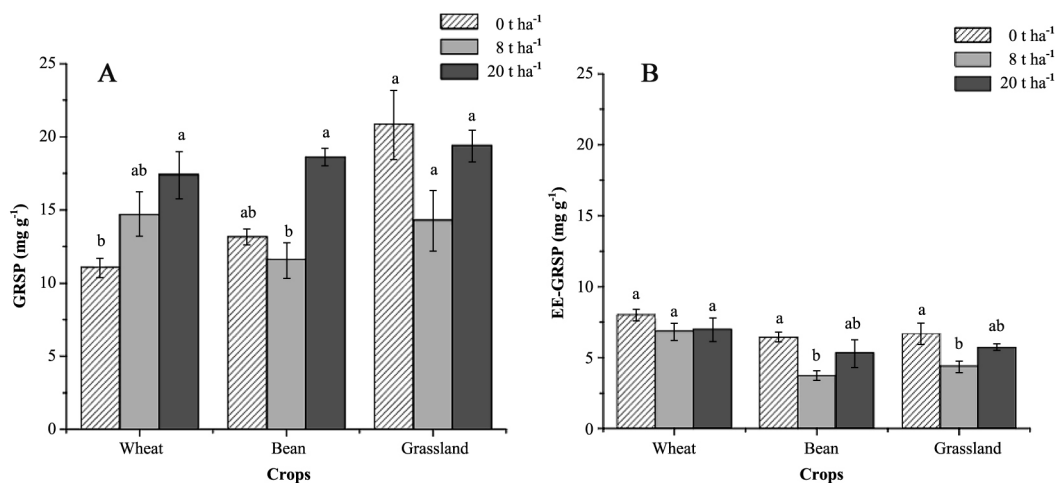 A
0 t ha⁻¹
8 t ha⁻¹
20 t ha⁻¹
GRSP (mg g⁻¹)
25
20
15
10
5
0
b
ab
a
ab
b
a
a
a
a
Wheat
Bean
Grassland
Crops
B
0 t ha⁻¹
8 t ha⁻¹
20 t ha⁻¹
EE-GRSP (mg g⁻¹)
25
20
15
10
5
0
a
a
a
a
b
ab
a
b
ab
Wheat
Bean
Grassland
Crops